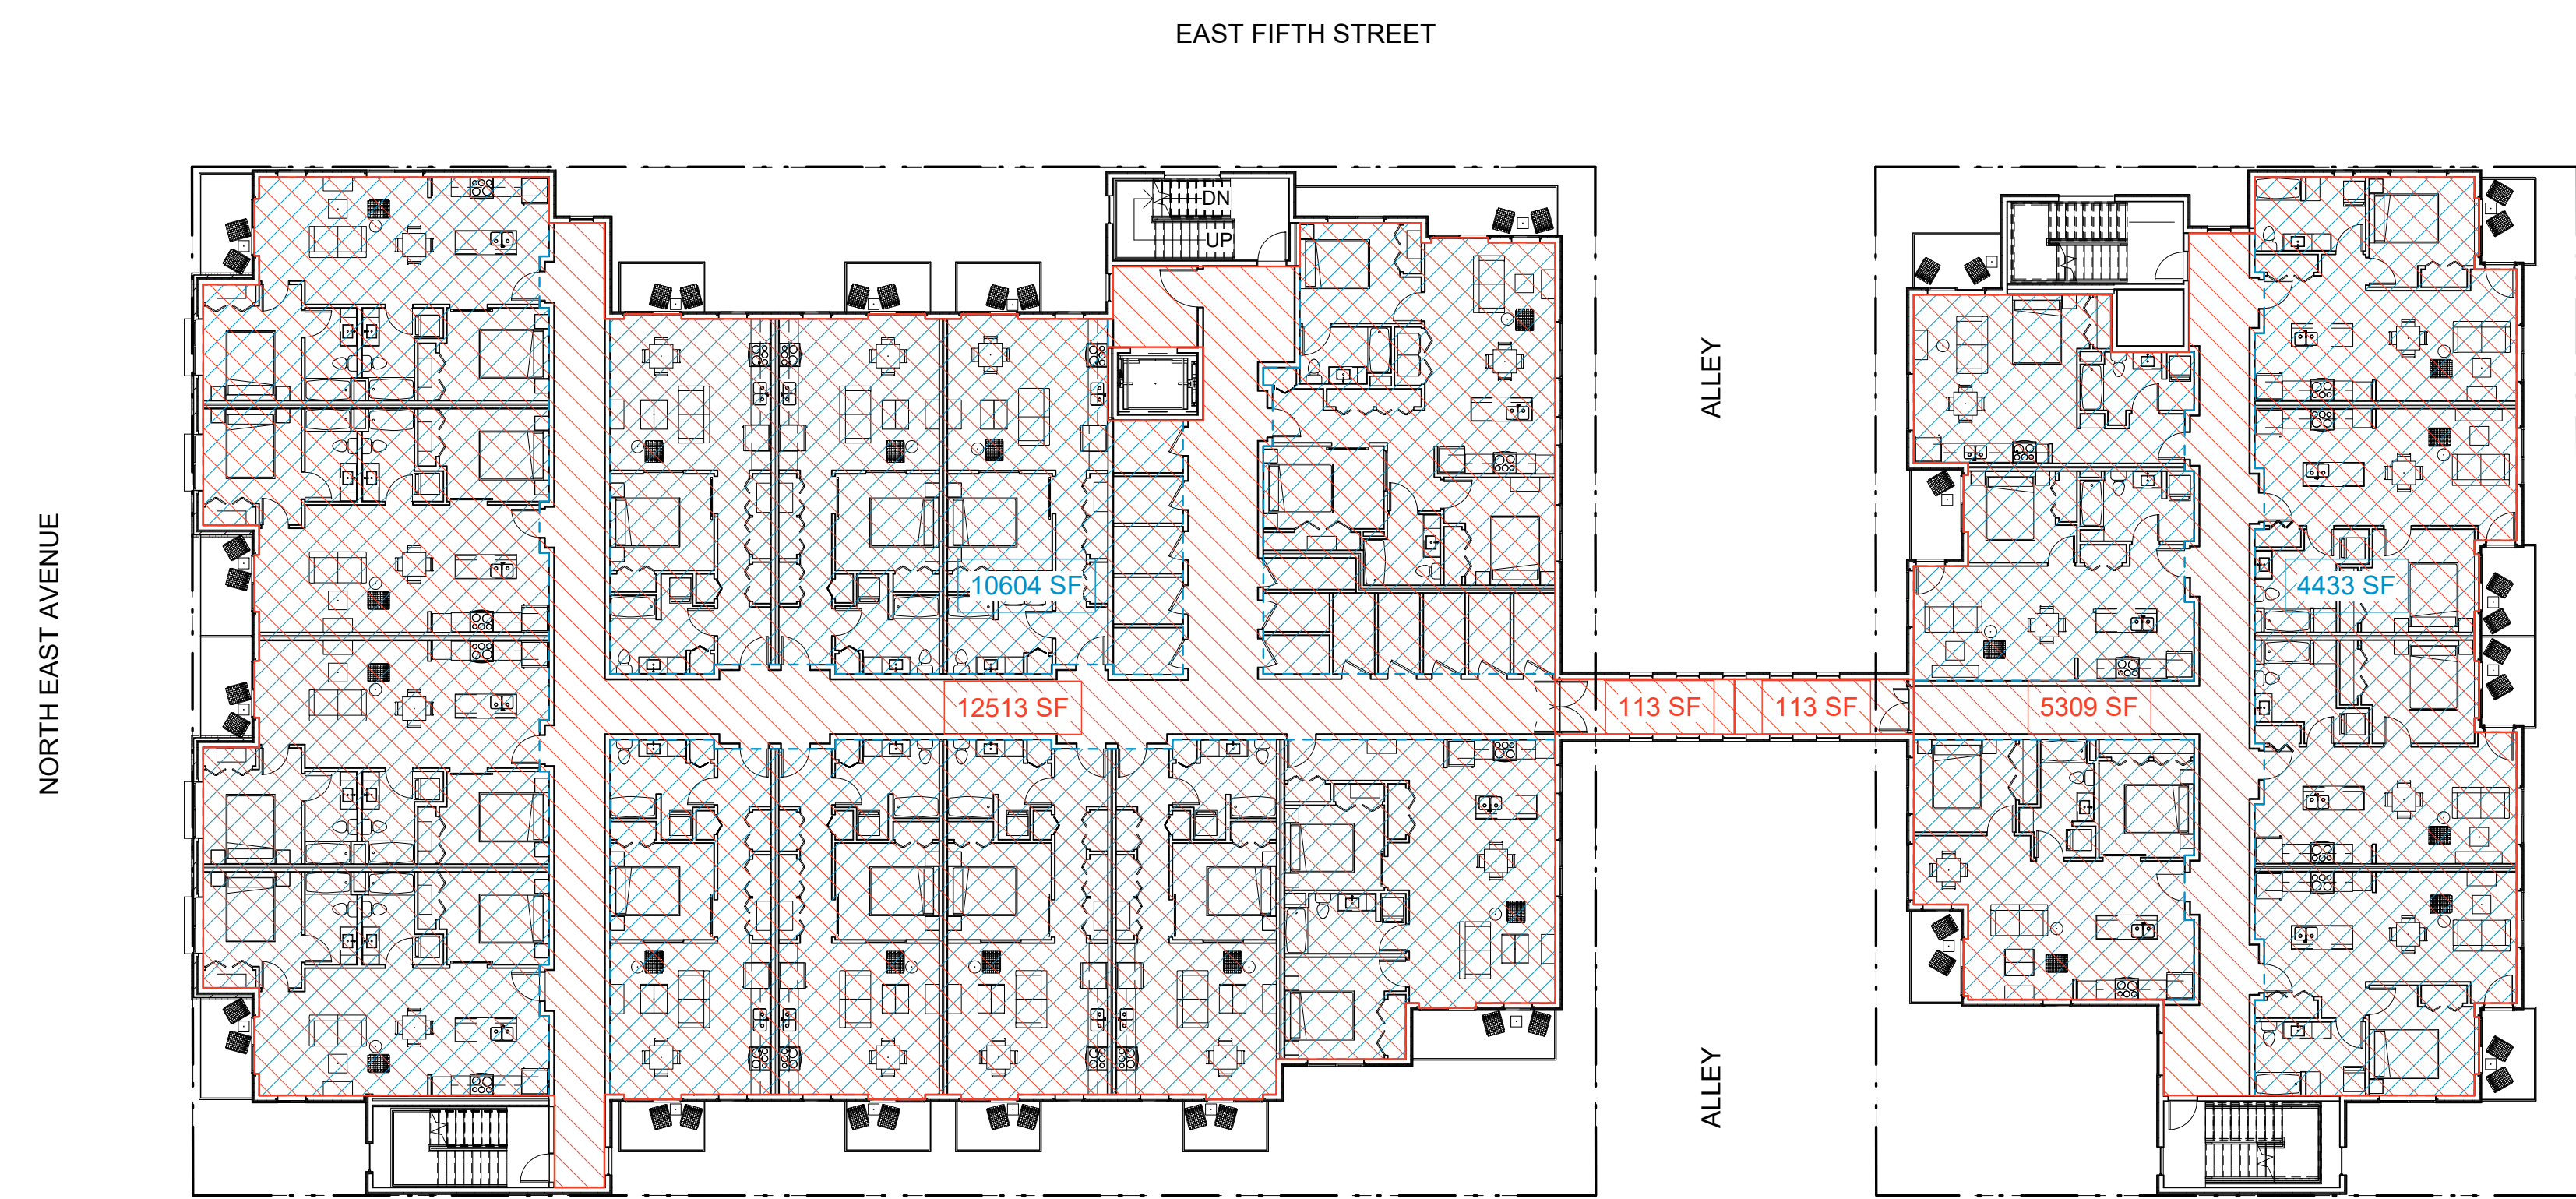 EAST FIFTH STREET
DN
UP
ALLEY
NORTH EAST AVENUE
10604 SF
4433 SF
12513 SF
113 SF
113 SF
5309 SF
ALLEY